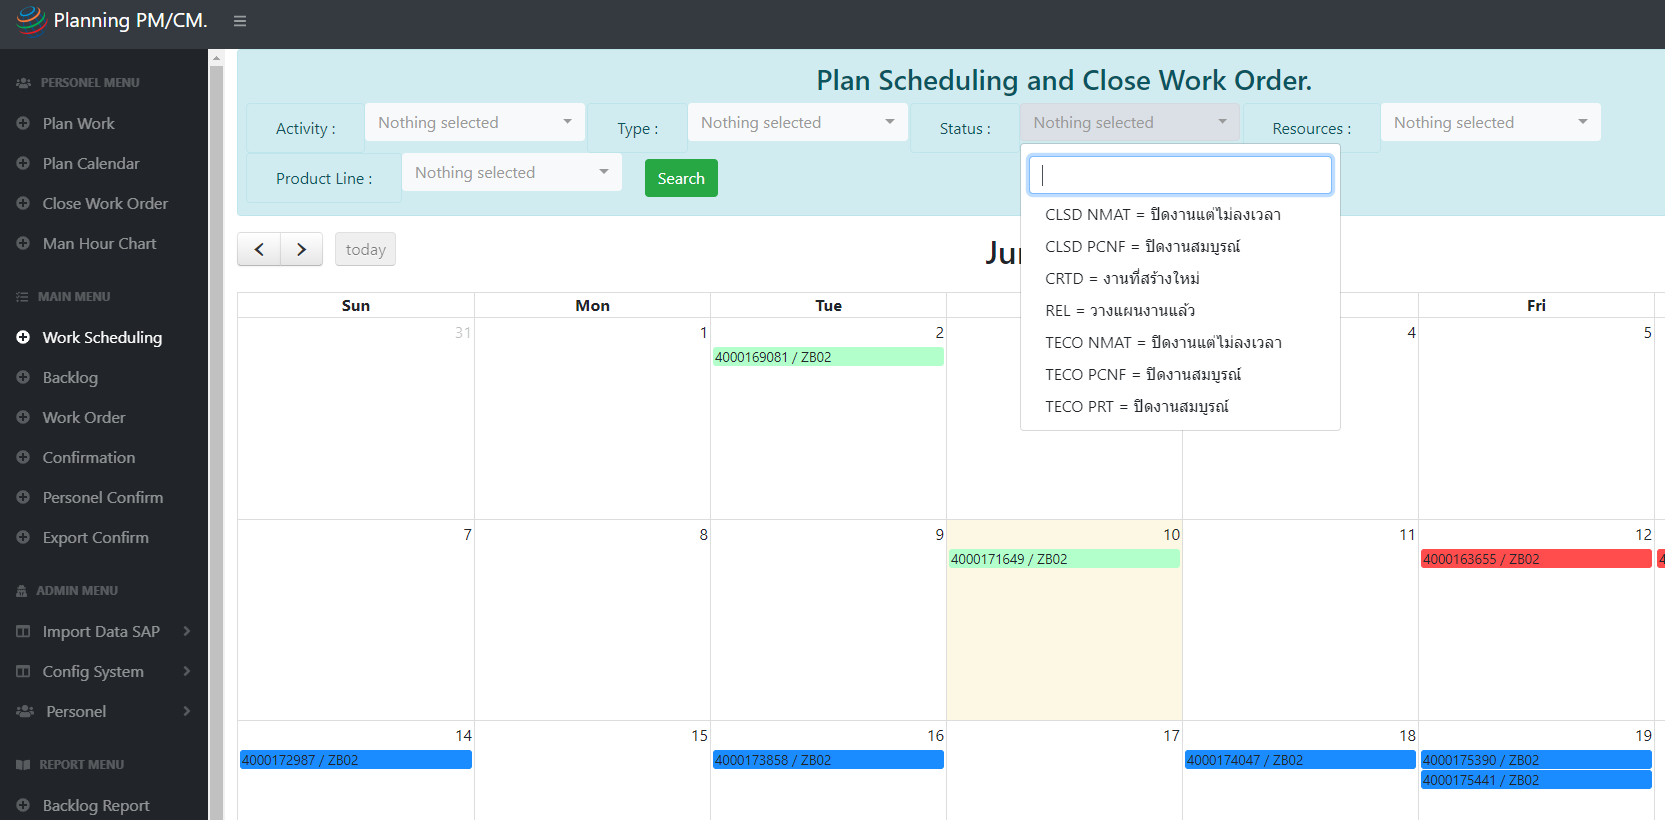 Planning PM/CM.
PERSONEL MENU
Plan Work
Plan Calendar
Close Work Order
Man Hour Chart
MAIN MENU
Work Scheduling
Backlog
Work Order
Confirmation
Personel Confirm
Export Confirm
ADMIN MENU
Import Data SAP
Config System
Personel
REPORT MENU
Backlog Report
Plan Scheduling and Close Work Order.
Activity : Nothing selected Type : Nothing selected Status : Nothing selected Resources : Nothing selected
Product Line : Nothing selected Search
CLSD NMAT = ปิดงานแต่ไม่ลงเวลา
CLSD PCNF = ปิดงานสมบูรณ์
CRTD = งานที่สร้างใหม่
REL = วางแผนงานแล้ว
TECO NMAT = ปิดงานแต่ไม่ลงเวลา
TECO PCNF = ปิดงานสมบูรณ์
TECO PRT = ปิดงานสมบูรณ์
today
Sun Mon Tue Fri
31 1 2 4 5
4000169081 / ZB02
7 8 9 10 11 12
4000171649 / ZB02 4000163655 / ZB02
14 15 16 17 18 19
4000172987 / ZB02 4000173858 / ZB02 4000174047 / ZB02 4000175390 / ZB02
4000175441 / ZB02